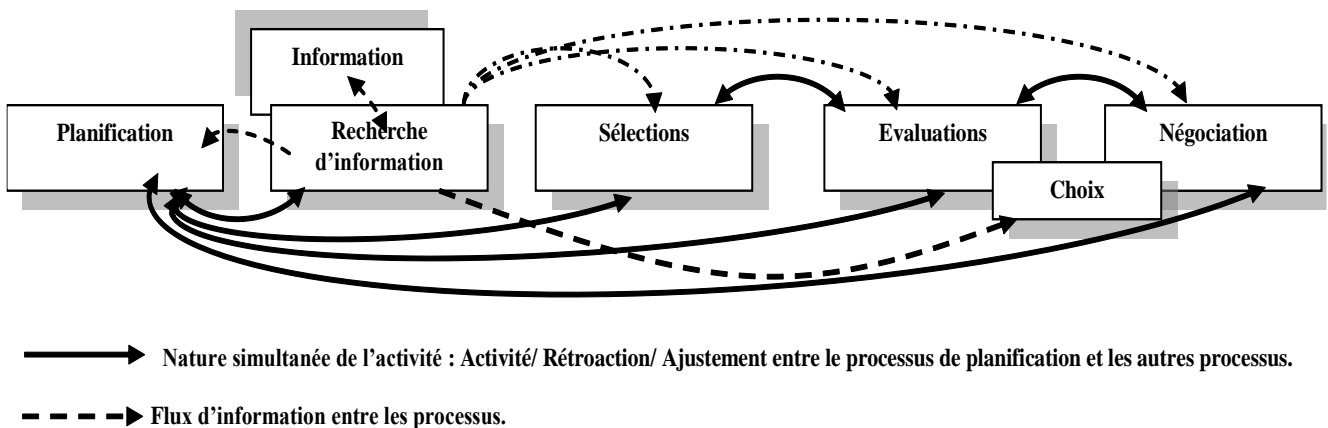 Information
Planification
Recherche
d'information
Sélections
Evaluations
Négociation
Choix
Nature simultanée de l'activité : Activité/ Rétroaction/ Ajustement entre le processus de planification et les autres processus.
Flux d'information entre les processus.